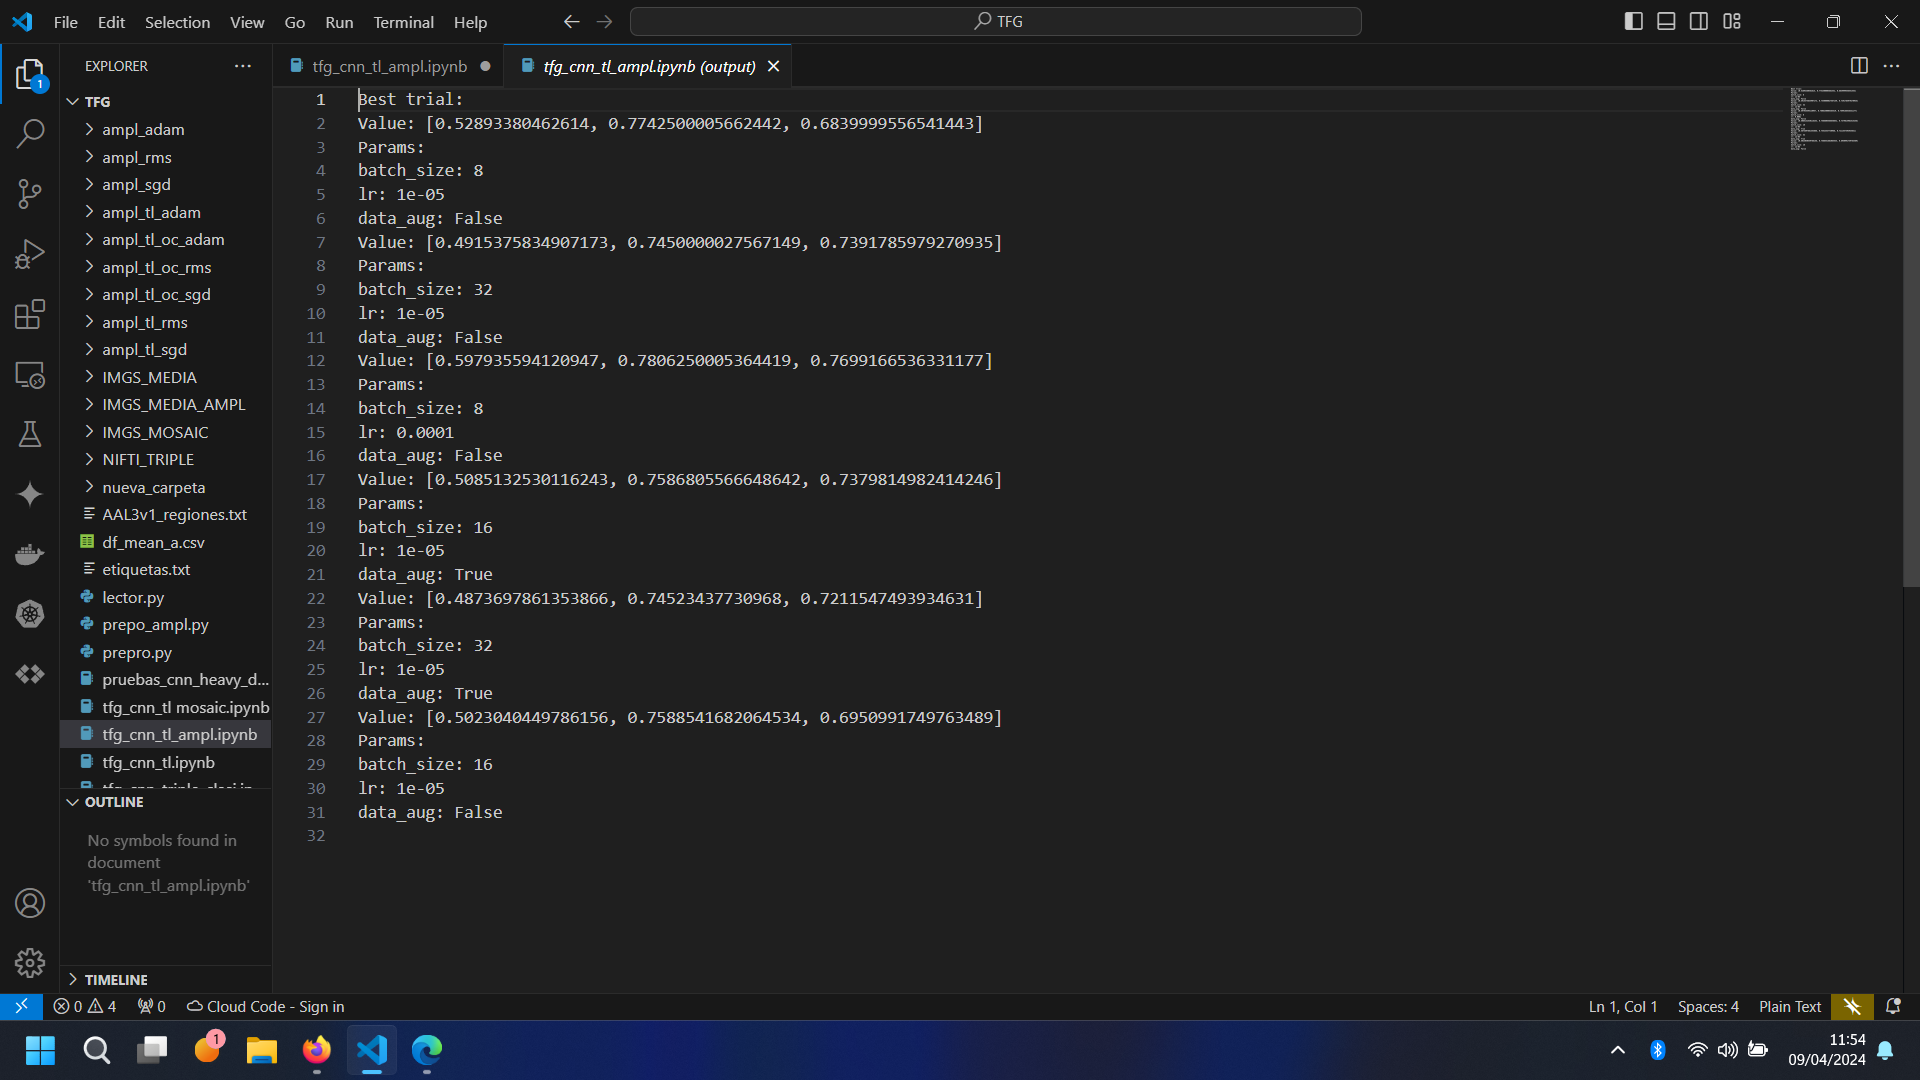 File Edit Selection View Go Run Terminal Help
TFG
EXPLORER
tfg_cnn_tl_ampl.ipynb
tfg_cnn_tl_ampl.ipynb (output)
1
TFG
ampl_adam
ampl_rms
ampl_sgd
ampl_tl_adam
ampl_tl_oc_adam
ampl_tl_oc_rms
ampl_tl_oc_sgd
ampl_tl_rms
ampl_tl_sgd
IMGS_MEDIA
IMGS_MEDIA_AMPL
IMGS_MOSAIC
NIFTI_TRIPLE
nueva_carpeta
AAL3v1_regiones.txt
df_mean_a.csv
etiquetas.txt
lector.py
prepo_ampl.py
prepro.py
pruebas_cnn_heavy_d...
tfg_cnn_tl mosaic.ipynb
tfg_cnn_tl_ampl.ipynb
tfg_cnn_tl.ipynb
OUTLINE
No symbols found in
document
'tfg_cnn_tl_ampl.ipynb'
TIMELINE
1 Best trial:
2 Value: [0.52893380462614, 0.7742500005662442, 0.6839999556541443]
3 Params:
4 batch_size: 8
5 lr: 1e-05
6 data_aug: False
7 Value: [0.4915375834907173, 0.7450000027567149, 0.7391785979270935]
8 Params:
9 batch_size: 32
10 lr: 1e-05
11 data_aug: False
12 Value: [0.597935594120947, 0.7806250005364419, 0.7699166536331177]
13 Params:
14 batch_size: 8
15 lr: 0.0001
16 data_aug: False
17 Value: [0.5085132530116243, 0.7586805566648642, 0.7379814982414246]
18 Params:
19 batch_size: 16
20 lr: 1e-05
21 data_aug: True
22 Value: [0.4873697861353866, 0.74523437730968, 0.7211547493934631]
23 Params:
24 batch_size: 32
25 lr: 1e-05
26 data_aug: True
27 Value: [0.5023040449786156, 0.7588541682064534, 0.6950991749763489]
28 Params:
29 batch_size: 16
30 lr: 1e-05
31 data_aug: False
32
0 4 0 Cloud Code - Sign in
Ln 1, Col 1 Spaces: 4 Plain Text
1
11:54
09/04/2024